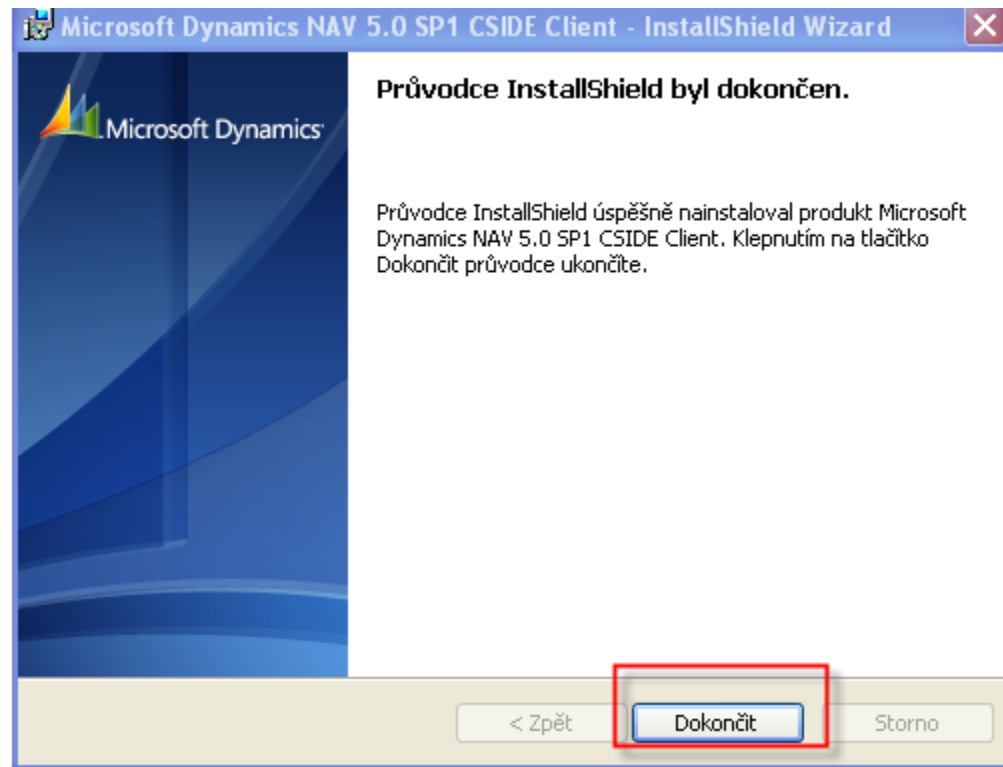 Microsoft Dynamics NAV 5.0 SP1 CSIDE Client - InstallShield Wizard
Microsoft Dynamics
Průvodce InstallShield byl dokončen.
Průvodce InstallShield úspěšně nainstaloval produkt Microsoft
Dynamics NAV 5.0 SP1 CSIDE Client. Klepnutím na tlačítko
Dokončit průvodce ukončíte.
< Zpět
Dokončit
Storno